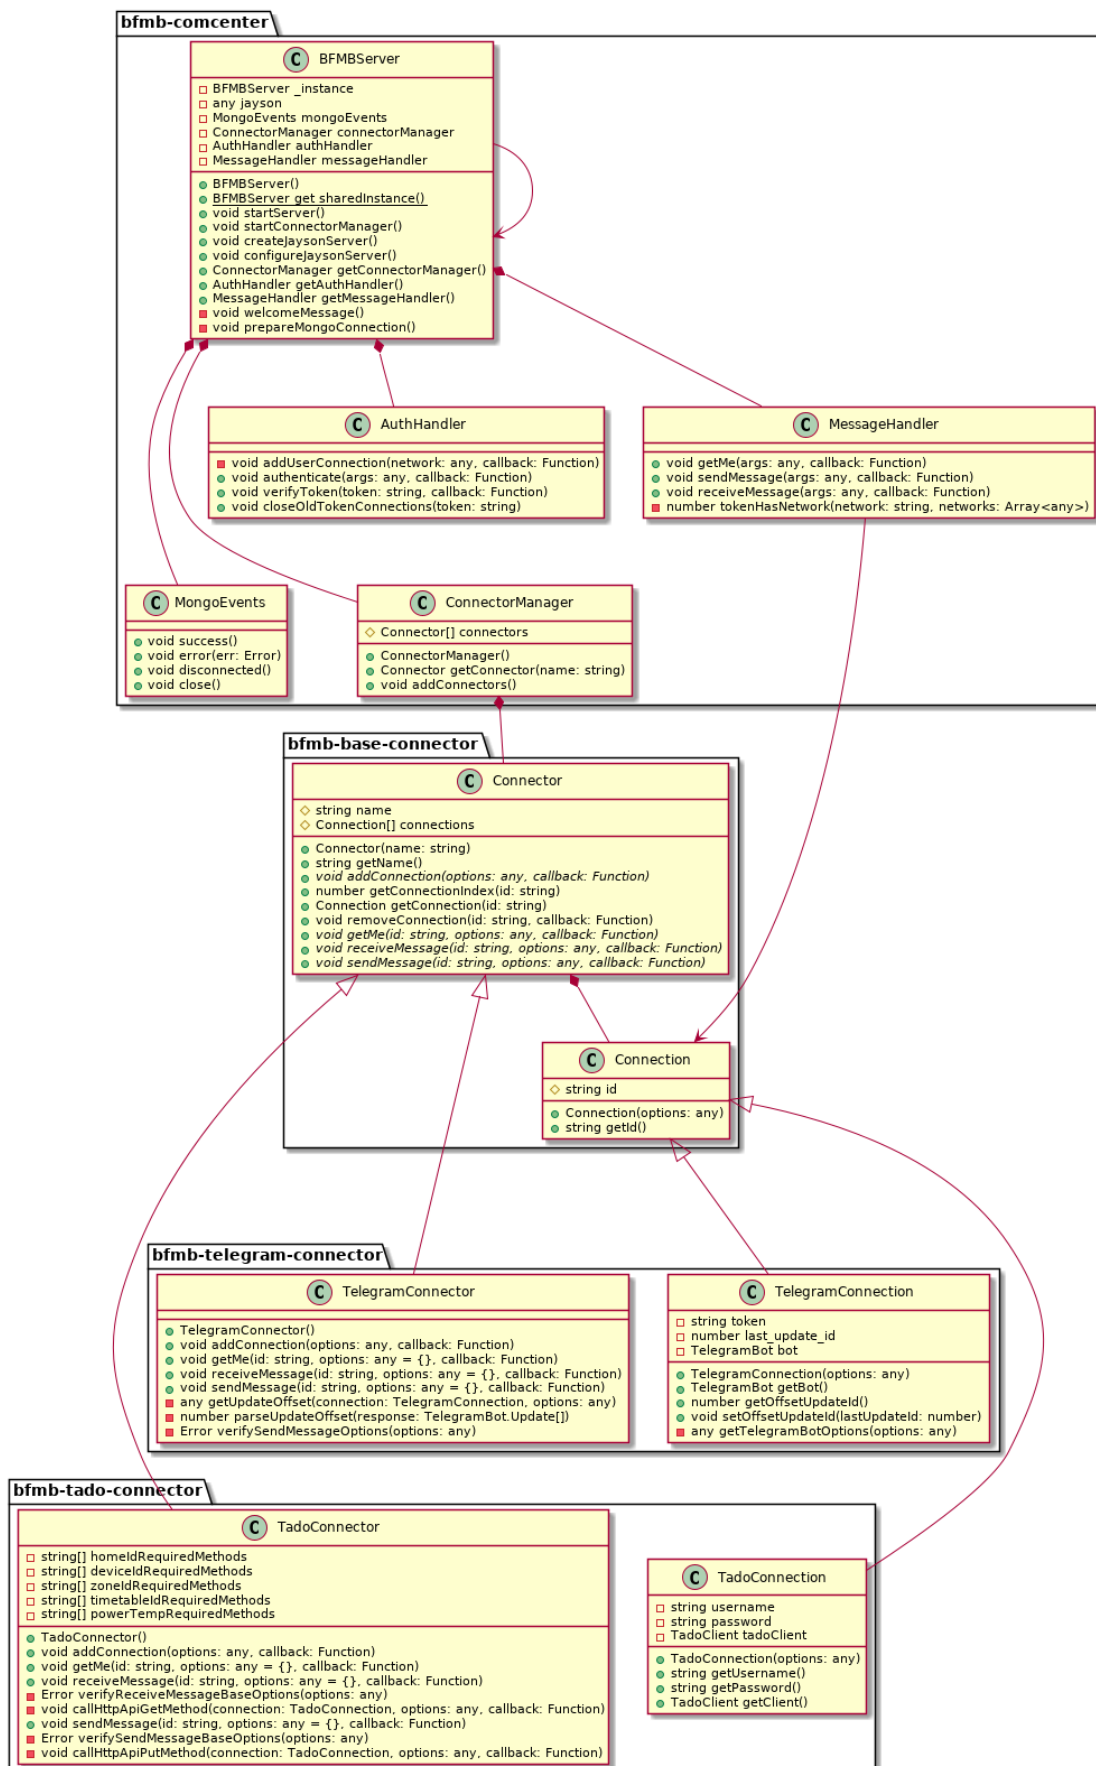 bfmb-comcenter
C BFMBServer
BFMBServer _instance
any jayson
MongoEvents mongoEvents
ConnectorManager connectorManager
AuthHandler authHandler
MessageHandler messageHandler
BFMBServer()
BFMBServer get sharedInstance()
void startServer()
void startConnectorManager()
void createJaysonServer()
void configureJaysonServer()
ConnectorManager getConnectorManager()
AuthHandler getAuthHandler()
MessageHandler getMessageHandler()
void welcomeMessage()
void prepareMongoConnection()
C AuthHandler
void addUserConnection(network: any, callback: Function)
void authenticate(args: any, callback: Function)
void verifyToken(token: string, callback: Function)
void closeOldTokenConnections(token: string)
C MessageHandler
void getMe(args: any, callback: Function)
void sendMessage(args: any, callback: Function)
void receiveMessage(args: any, callback: Function)
number tokenHasNetwork(network: string, networks: Array<any>)
C MongoEvents
void success()
void error(err: Error)
void disconnected()
void close()
C ConnectorManager
Connector[] connectors
ConnectorManager()
Connector getConnector(name: string)
void addConnectors()
bfmb-base-connector
C Connector
string name
Connection[] connections
Connector(name: string)
string getName()
void addConnection(options: any, callback: Function)
number getConnectionIndex(id: string)
Connection getConnection(id: string)
void removeConnection(id: string, callback: Function)
void getMe(id: string, options: any, callback: Function)
void receiveMessage(id: string, options: any, callback: Function)
void sendMessage(id: string, options: any, callback: Function)
C Connection
string id
Connection(options: any)
string getId()
bfmb-telegram-connector
C TelegramConnector
TelegramConnector()
void addConnection(options: any, callback: Function)
void getMe(id: string, options: any = {}, callback: Function)
void receiveMessage(id: string, options: any = {}, callback: Function)
void sendMessage(id: string, options: any = {}, callback: Function)
any getUpdateOffset(connection: TelegramConnection, options: any)
number parseUpdateOffset(response: TelegramBot.Update[])
Error verifySendMessageOptions(options: any)
C TelegramConnection
string token
number last_update_id
TelegramBot bot
TelegramConnection(options: any)
TelegramBot getBot()
number getOffsetUpdateId()
void setOffsetUpdateId(lastUpdateId: number)
any getTelegramBotOptions(options: any)
bfmb-tado-connector
C TadoConnector
string[] homeIdRequiredMethods
string[] deviceIdRequiredMethods
string[] zoneIdRequiredMethods
string[] timetableIdRequiredMethods
string[] powerTempRequiredMethods
TadoConnector()
void addConnection(options: any, callback: Function)
void getMe(id: string, options: any = {}, callback: Function)
void receiveMessage(id: string, options: any = {}, callback: Function)
Error verifyReceiveMessageBaseOptions(options: any)
void callHttpApiGetMethod(connection: TadoConnection, options: any, callback: Function)
void sendMessage(id: string, options: any = {}, callback: Function)
Error verifySendMessageBaseOptions(options: any)
void callHttpApiPutMethod(connection: TadoConnection, options: any, callback: Function)
C TadoConnection
string username
string password
TadoClient tadoClient
TadoConnection(options: any)
string getUsername()
string getPassword()
TadoClient getClient()